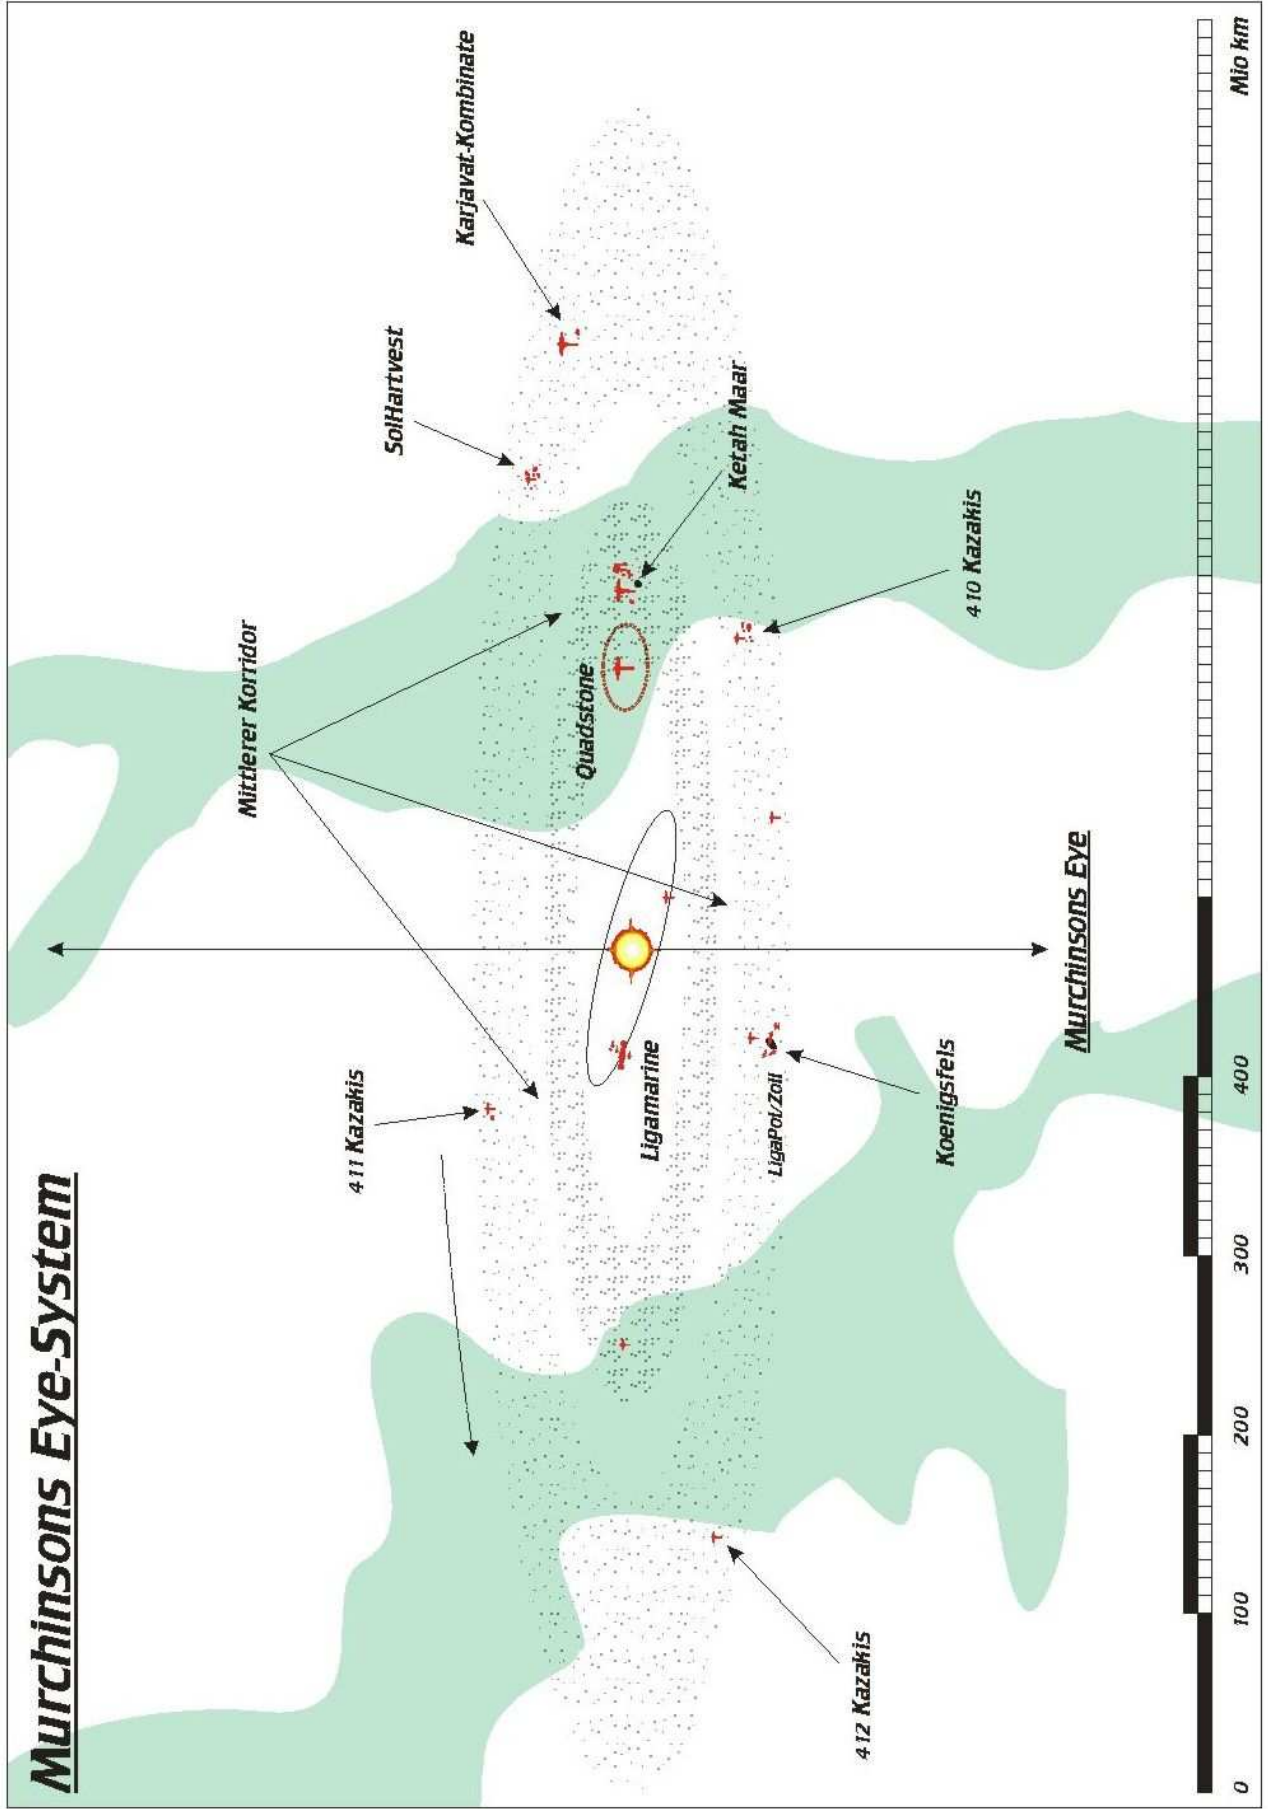 Murchinsons Eye-System
Mittlerer Korridor
411 Kazakis
SolHartvest
Karjavat-Kombinate
Quadstone
Ligamarine
Ketah Maar
LigaPol/Zoll
412 Kazakis
Koenigsfels
410 Kazakis
Murchinsons Eye
0
100
200
300
400
Mio km